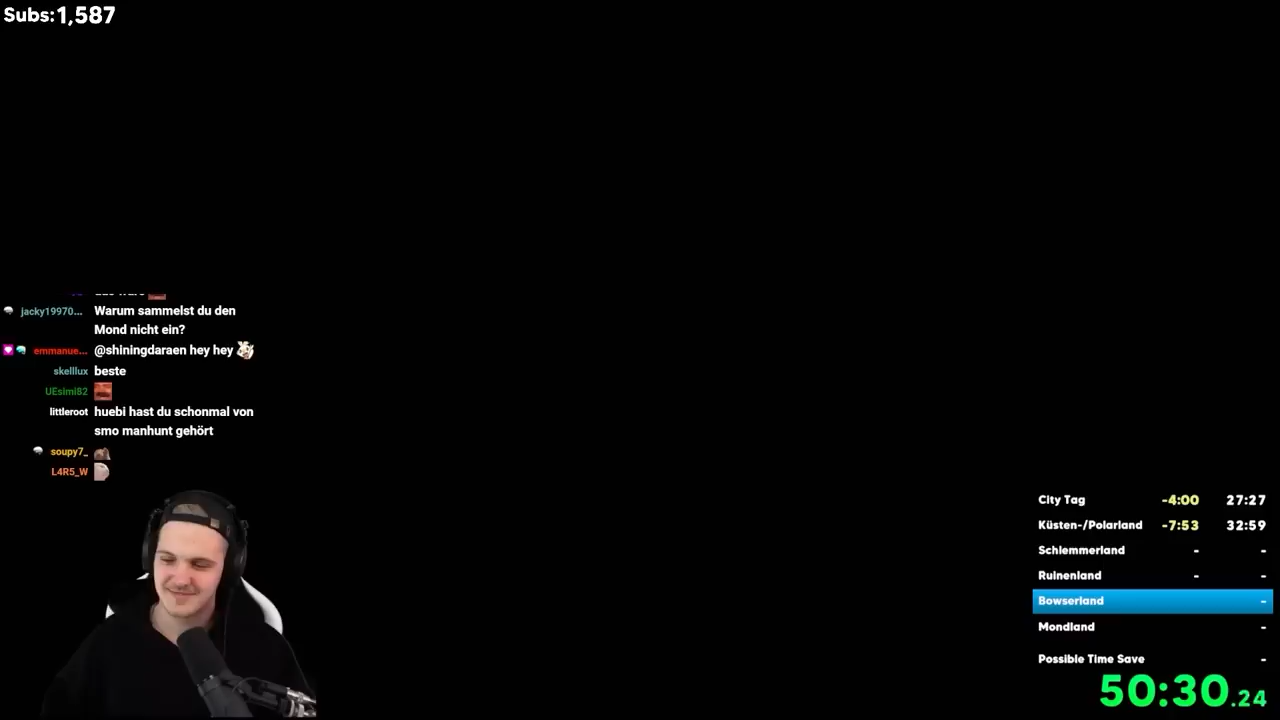 Subs: 1,587
jacky19970... Warum sammelst du den
Mond nicht ein?
emmanue... @shiningdaraen hey hey
skelllux beste
UEsimi82
littleroot huebi hast du schonmal von
smo manhunt gehört
soupy7_
L4R5_W
City Tag -4:00 27:27
Küsten-/Polarland -7:53 32:59
Schlemmerland - -
Ruinenland - -
Bowserland -
Mondland -
Possible Time Save -
50:30.24